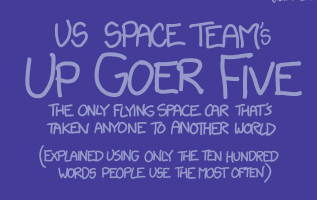 US SPACE TEAM'S
UP GOER FIVE
THE ONLY FLYING SPACE CAR THAT'S
TAKEN ANYONE TO ANOTHER WORLD
(EXPLAINED USING ONLY THE TEN HUNDRED
WORDS PEOPLE USE THE MOST OFTEN)